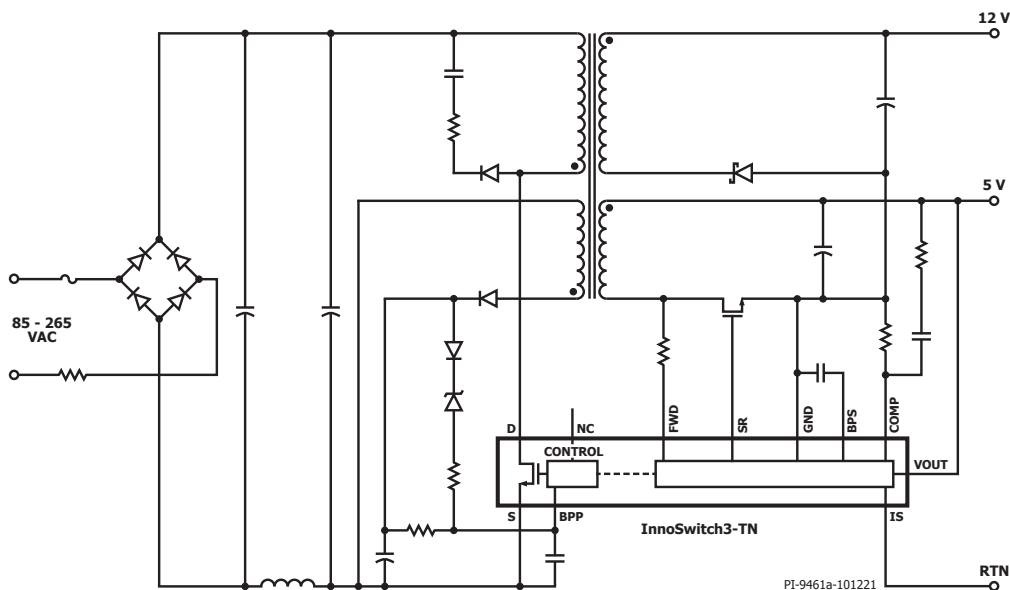 12 V
5 V
85 - 265
VAC
FWD
SR
GND
BPS
COMP
D
NC
CONTROL
VOUT
S
BPP
IS
InnoSwitch3-TN
RTN
PI-9461a-101221